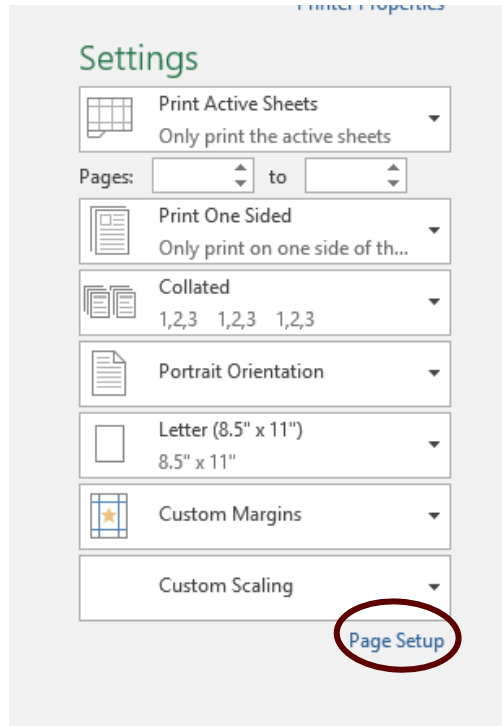 Printer Properties
Settings
Print Active Sheets
Only print the active sheets
Pages: to
Print One Sided
Only print on one side of th...
Collated
1,2,3 1,2,3 1,2,3
Portrait Orientation
Letter (8.5" x 11")
8.5" x 11"
Custom Margins
Custom Scaling
Page Setup